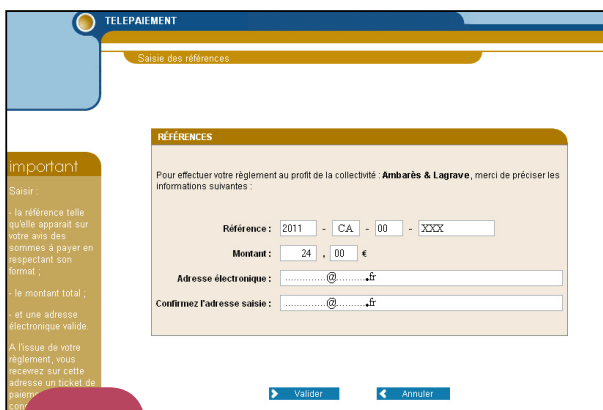 TELEPAIEMENT
Saisie des références
important
Saisir :
- la référence telle
qu'elle apparait sur
votre avis des
sommes à payer en
respectant son
format ;
- le montant total ;
- et une adresse
électronique valide.
A l'issue de votre
règlement, vous
recevrez sur cette
adresse un ticket de
RÉFÉRENCES
Pour effectuer votre règlement au profit de la collectivité : Ambarès & Lagrave, merci de préciser les
informations suivantes :
Référence : 2011 - CA - 00 - XXX
Montant : 24 , 00 €
Adresse électronique : ..............@..........fr
Confirmez l'adresse saisie : ..............@..........fr
Valider Annuler